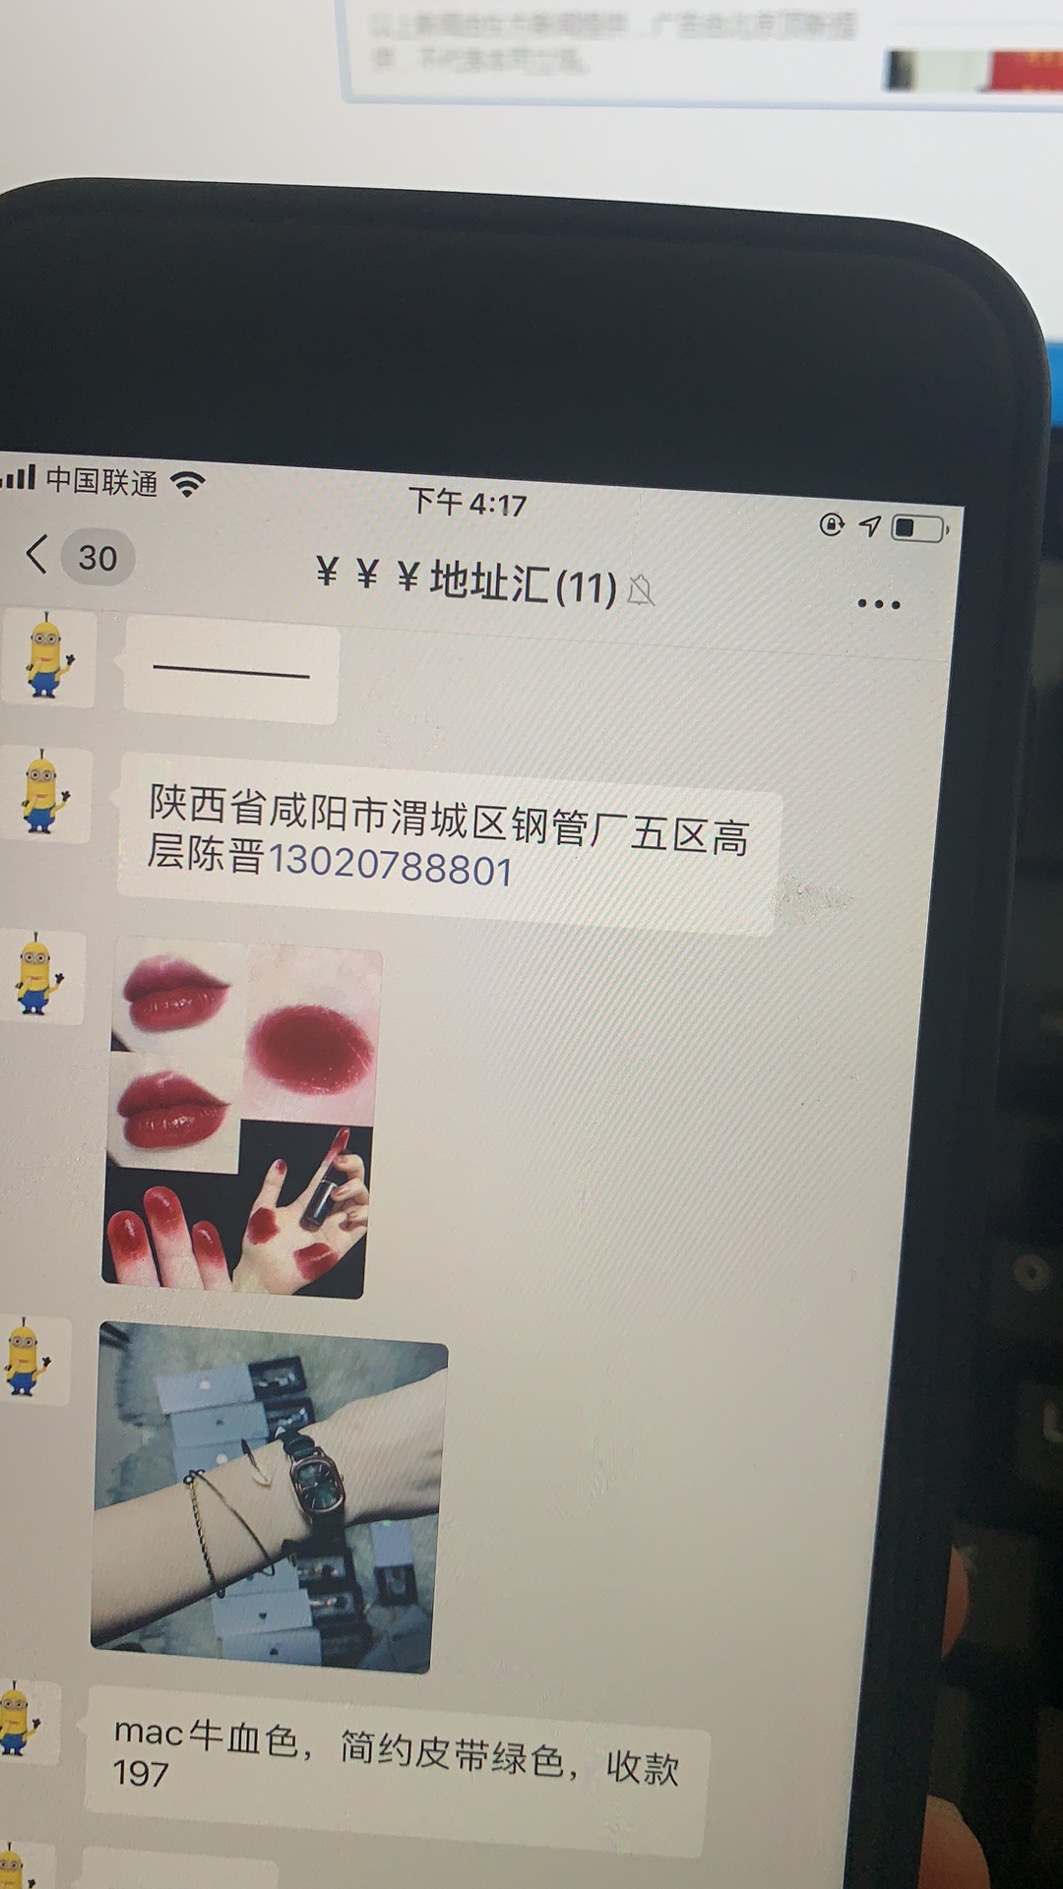 中国联通
下午4:17
30
¥ ¥ ¥地址汇(11)
陕西省咸阳市渭城区钢管厂五区高
层陈晋13020788801
mac牛血色，简约皮带绿色，收款
197